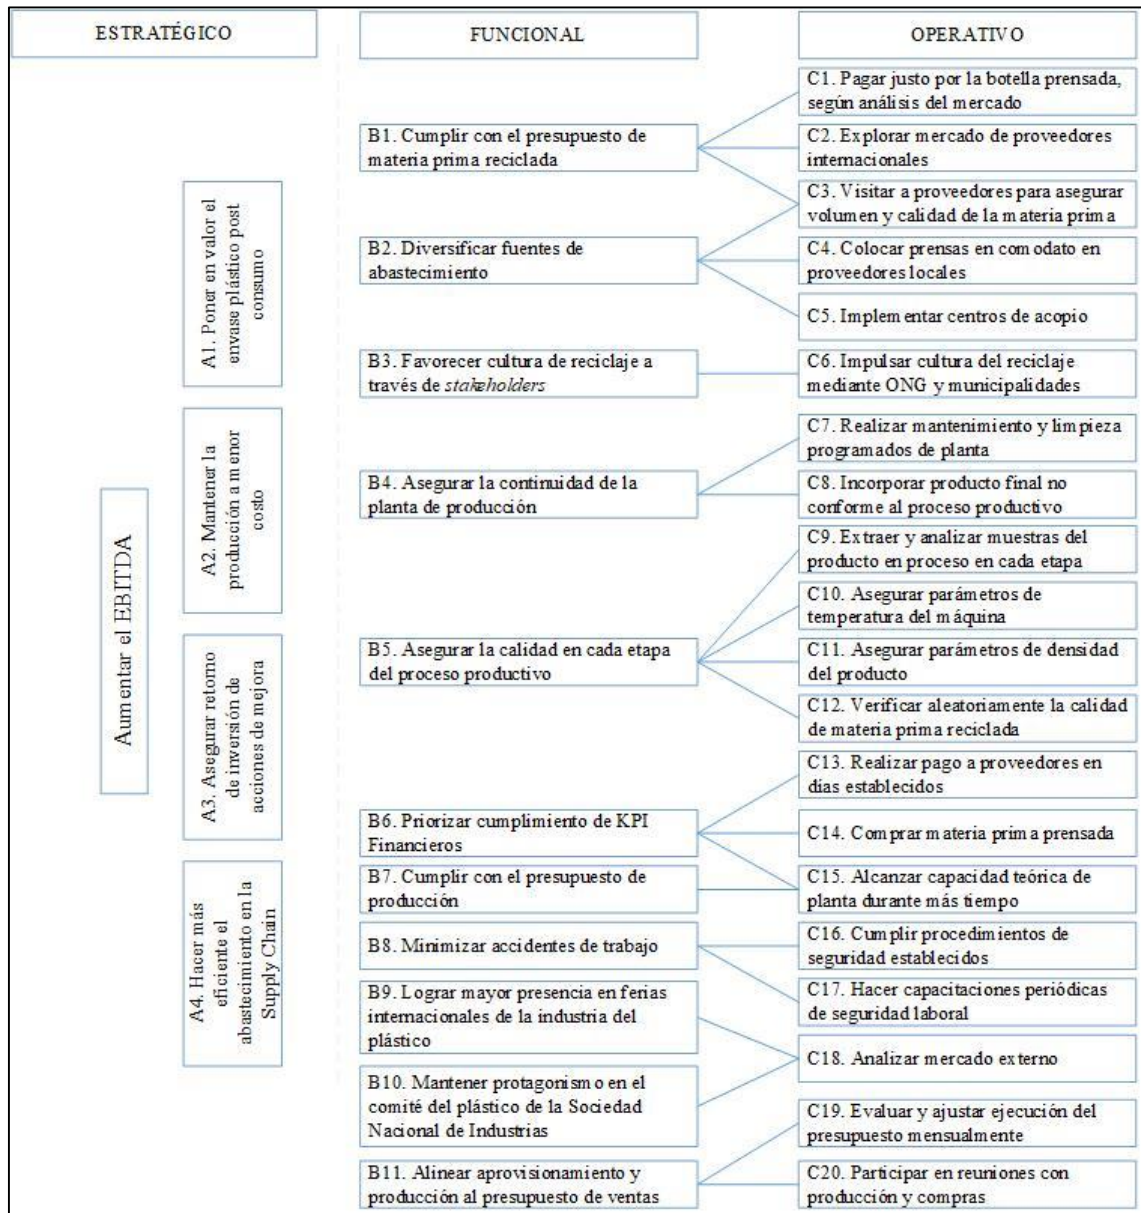 ESTRATÉGICO
FUNCIONAL
OPERATIVO
Aumentar el EBITDA
A1. Poner en valor el
envase plástico post
consumo
A2. Mantener la
producción a menor
costo
A3. Asegurar retorno
de inversión de
acciones de mejora
A4. Hacer más
eficiente el
abastecimiento en la
Supply Chain
B1. Cumplir con el presupuesto de
materia prima reciclada
B2. Diversificar fuentes de
abastecimiento
B3. Favorecer cultura de reciclaje a
través de stakeholders
B4. Asegurar la continuidad de la
planta de producción
B5. Asegurar la calidad en cada etapa
del proceso productivo
B6. Priorizar cumplimiento de KPI
Financieros
B7. Cumplir con el presupuesto de
producción
B8. Minimizar accidentes de trabajo
B9. Lograr mayor presencia en ferias
internacionales de la industria del
plástico
B10. Mantener protagonismo en el
comité del plástico de la Sociedad
Nacional de Industrias
B11. Alinear aprovisionamiento y
producción al presupuesto de ventas
C1. Pagar justo por la botella prensada,
según análisis del mercado
C2. Explorar mercado de proveedores
internacionales
C3. Visitar a proveedores para asegurar
volumen y calidad de la materia prima
C4. Colocar prensas en comodato en
proveedores locales
C5. Implementar centros de acopio
C6. Impulsar cultura del reciclaje
mediante ONG y municipalidades
C7. Realizar mantenimiento y limpieza
programados de planta
C8. Incorporar producto final no
conforme al proceso productivo
C9. Extraer y analizar muestras del
producto en proceso en cada etapa
C10. Asegurar parámetros de
temperatura del máquina
C11. Asegurar parámetros de densidad
del producto
C12. Verificar aleatoriamente la calidad
de materia prima reciclada
C13. Realizar pago a proveedores en
días establecidos
C14. Comprar materia prima prensada
C15. Alcanzar capacidad teórica de
planta durante más tiempo
C16. Cumplir procedimientos de
seguridad establecidos
C17. Hacer capacitaciones periódicas
de seguridad laboral
C18. Analizar mercado externo
C19. Evaluar y ajustar ejecución del
presupuesto mensualmente
C20. Participar en reuniones con
producción y compras